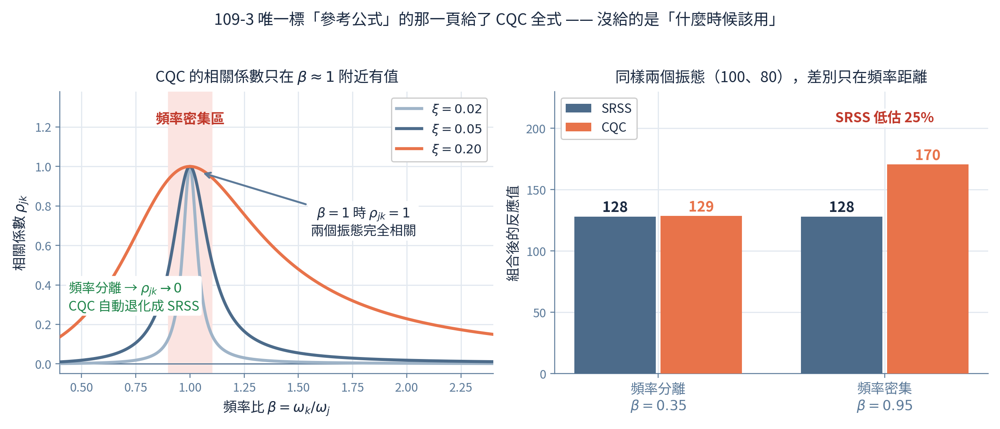 109-3 唯一標「參考公式」的那一頁給了 CQC 全式 —— 沒給的是「什麼時候該用」
CQC 的相關係數只在 β ≈ 1 附近有值
頻率密集區
ξ = 0.02
ξ = 0.05
ξ = 0.20
β = 1 時 ρjk = 1
兩個振態完全相關
頻率分離 → ρjk → 0
CQC 自動退化成 SRSS
相關係數 ρjk
1.2
1.0
0.8
0.6
0.4
0.2
0.0
0.50 0.75 1.00 1.25 1.50 1.75 2.00 2.25
頻率比 β = ωk/ωj
同樣兩個振態（100、80），差別只在頻率距離
SRSS
CQC
SRSS 低估 25%
128
129
128
170
組合後的反應值
200
150
100
50
0
頻率分離
β = 0.35
頻率密集
β = 0.95